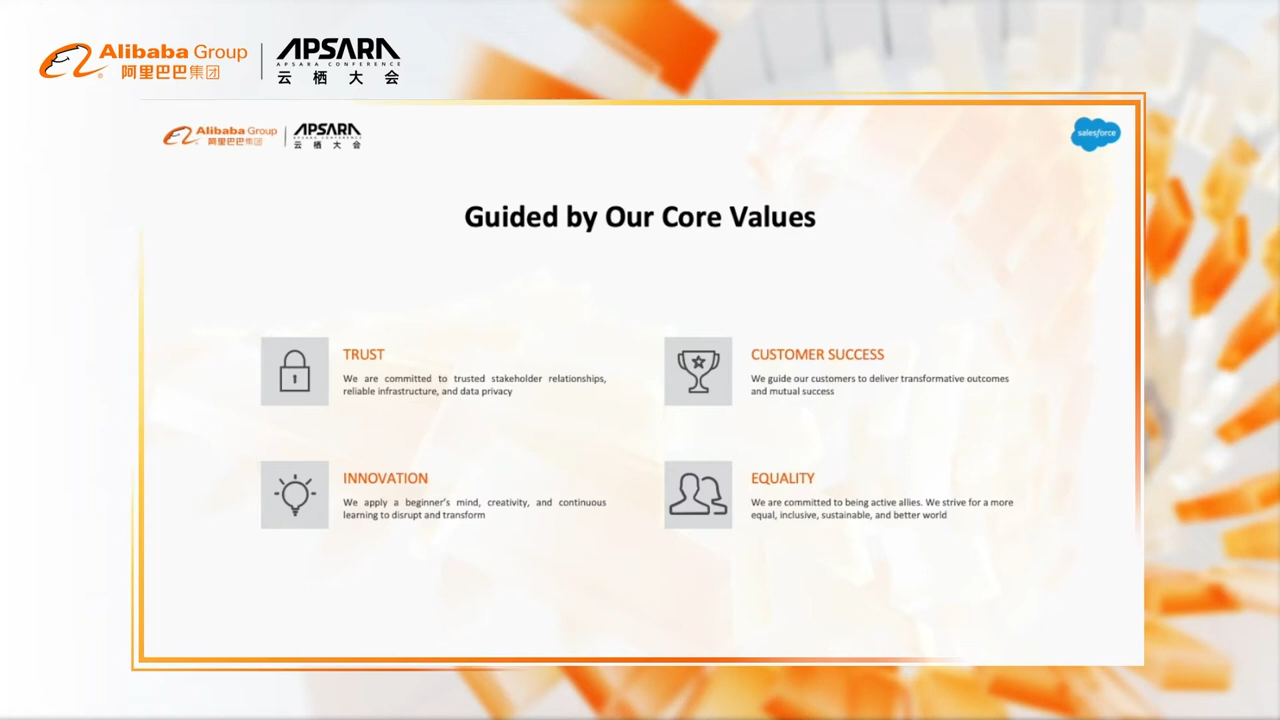 Alibaba Group
阿里巴巴集团
APSARA
APSARA CONFERENCE
云栖大会
Alibaba Group
阿里巴巴集团
APSARA
APSARA CONFERENCE
云栖大会
salesforce
Guided by Our Core Values
TRUST
We are committed to trusted stakeholder relationships,
reliable infrastructure, and data privacy
CUSTOMER SUCCESS
We guide our customers to deliver transformative outcomes
and mutual success
INNOVATION
We apply a beginner's mind, creativity, and continuous
learning to disrupt and transform
EQUALITY
We are committed to being active allies. We strive for a more
equal, inclusive, sustainable, and better world